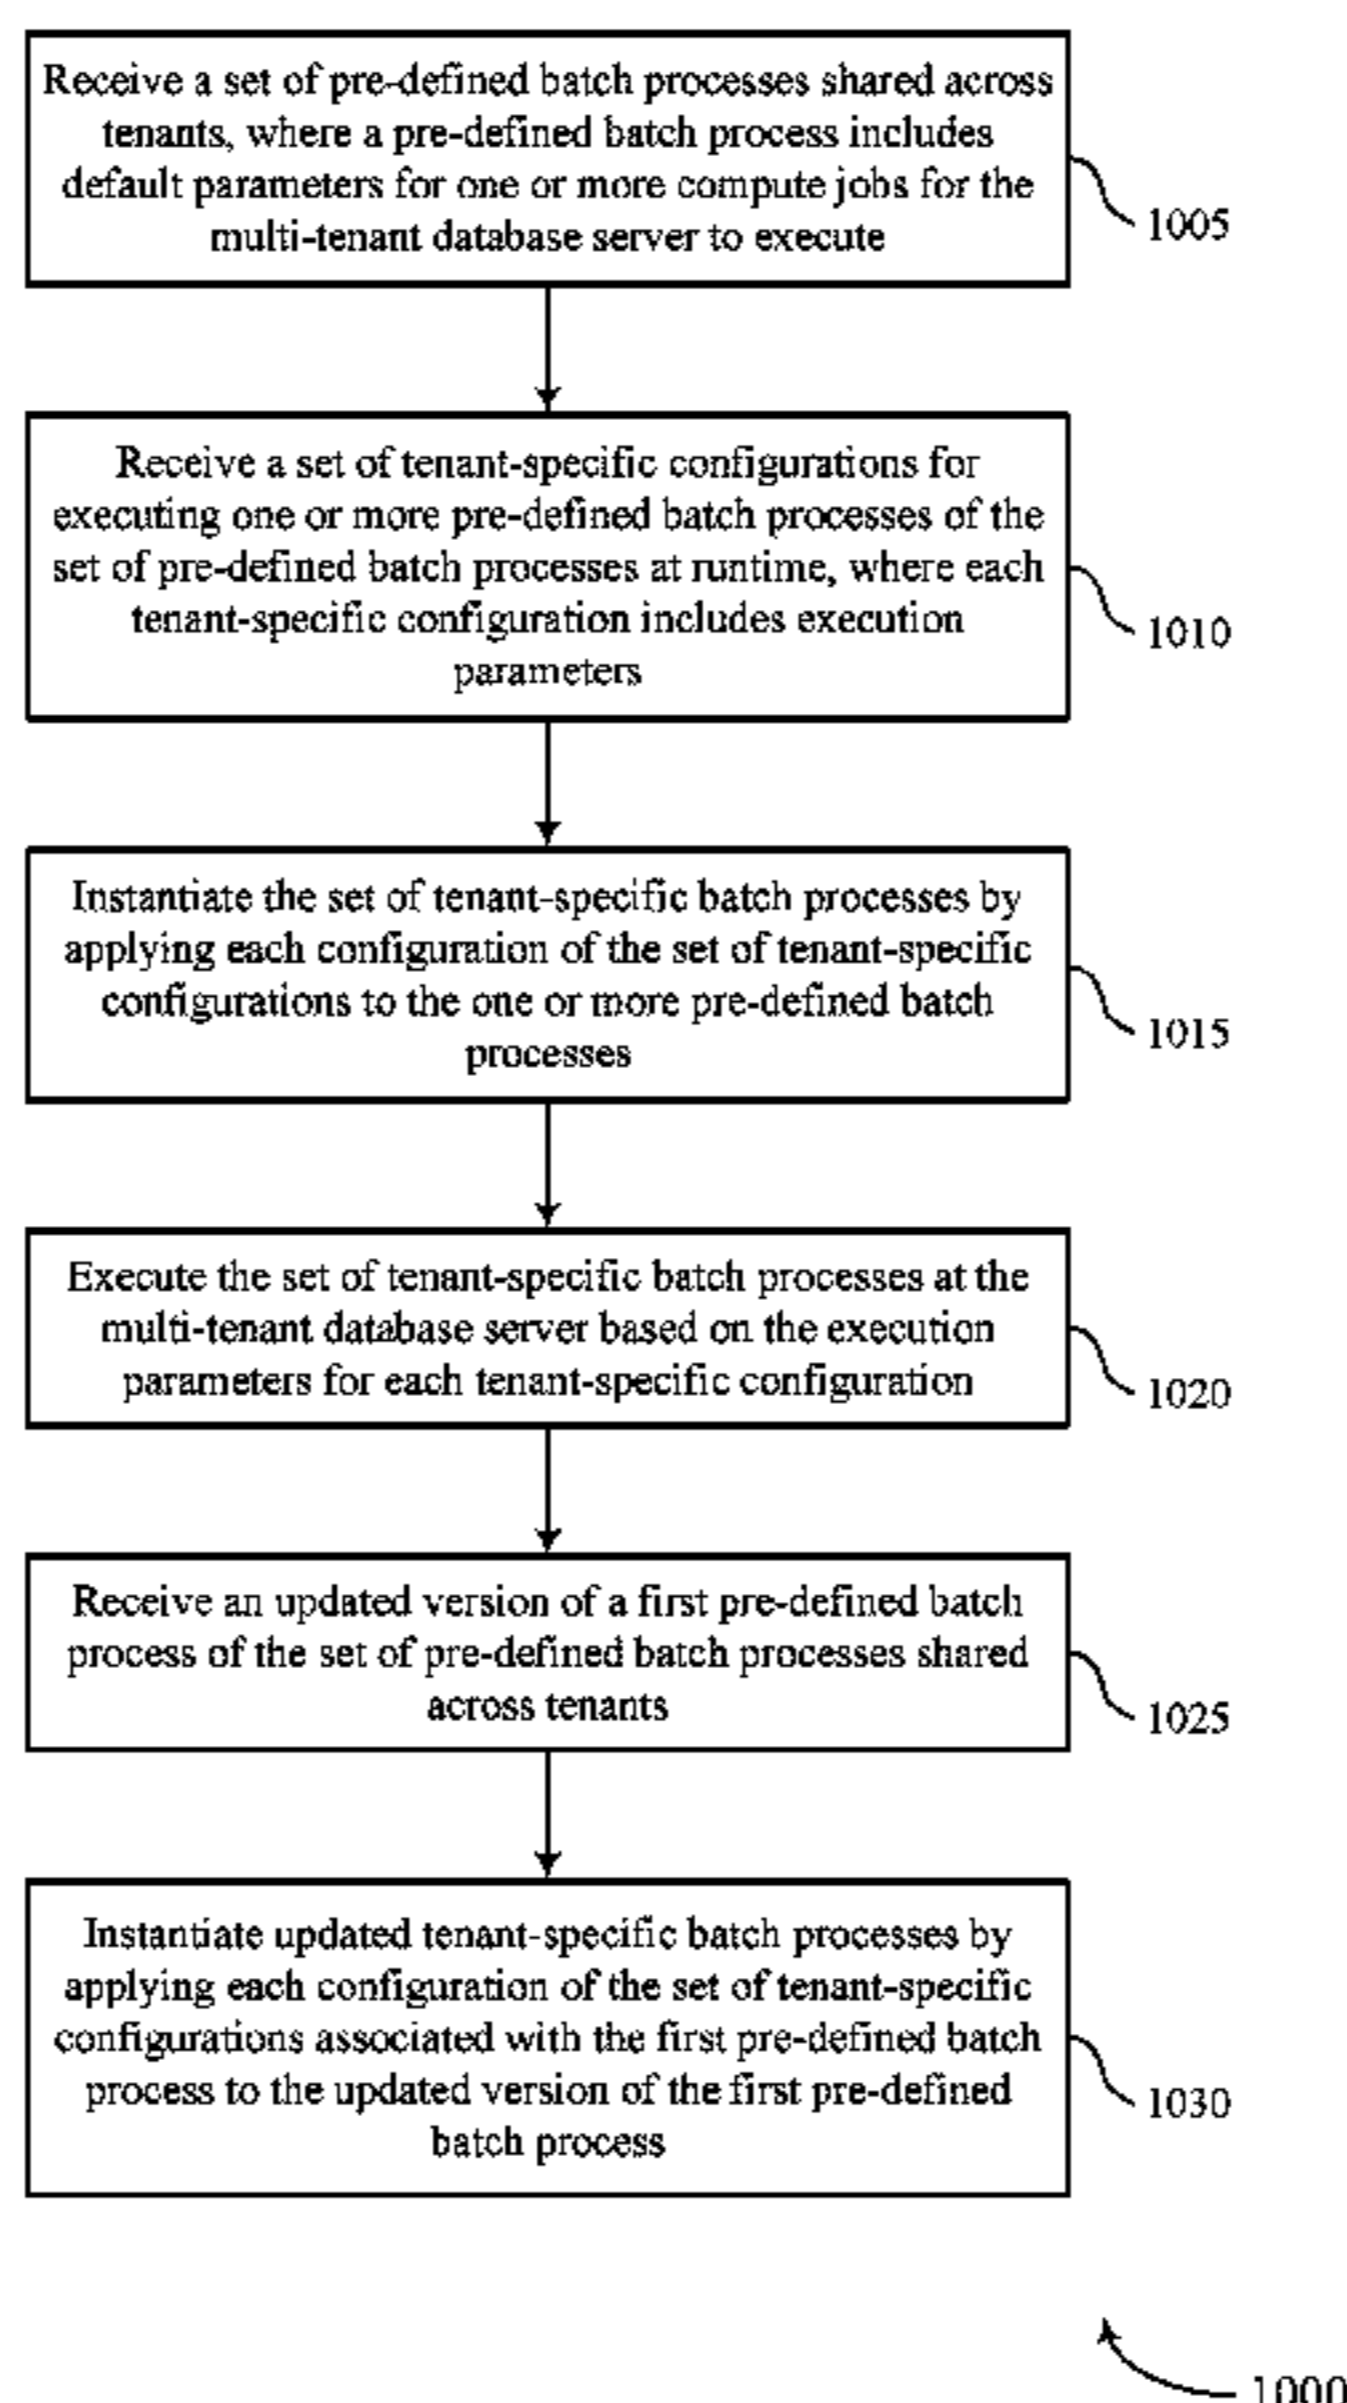 Receive a set of pre-defined batch processes shared across
tenants, where a pre-defined batch process includes
default parameters for one or more compute jobs for the
multi-tenant database server to execute
1005
Receive a set of tenant-specific configurations for
executing one or more pre-defined batch processes of the
set of pre-defined batch processes at runtime, where each
tenant-specific configuration includes execution
parameters
1010
Instantiate the set of tenant-specific batch processes by
applying each configuration of the set of tenant-specific
configurations to the one or more pre-defined batch
processes
1015
Execute the set of tenant-specific batch processes at the
multi-tenant database server based on the execution
parameters for each tenant-specific configuration
1020
Receive an updated version of a first pre-defined batch
process of the set of pre-defined batch processes shared
across tenants
1025
Instantiate updated tenant-specific batch processes by
applying each configuration of the set of tenant-specific
configurations associated with the first pre-defined batch
process to the updated version of the first pre-defined
batch process
1030
1000